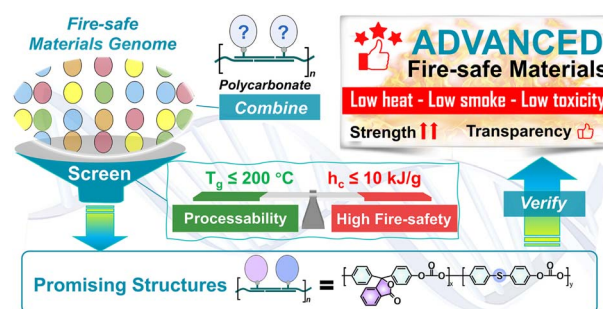 Fire-safe
Materials Genome
? ?
n
Polycarbonate
Combine
ADVANCED
Fire-safe Materials
Low heat - Low smoke - Low toxicity
Strength Transparency
Screen
Tg ≤ 200 °C hc ≤ 10 kJ/g
Processability High Fire-safety
Verify
Promising Structures n = O O O O O x S O O O y